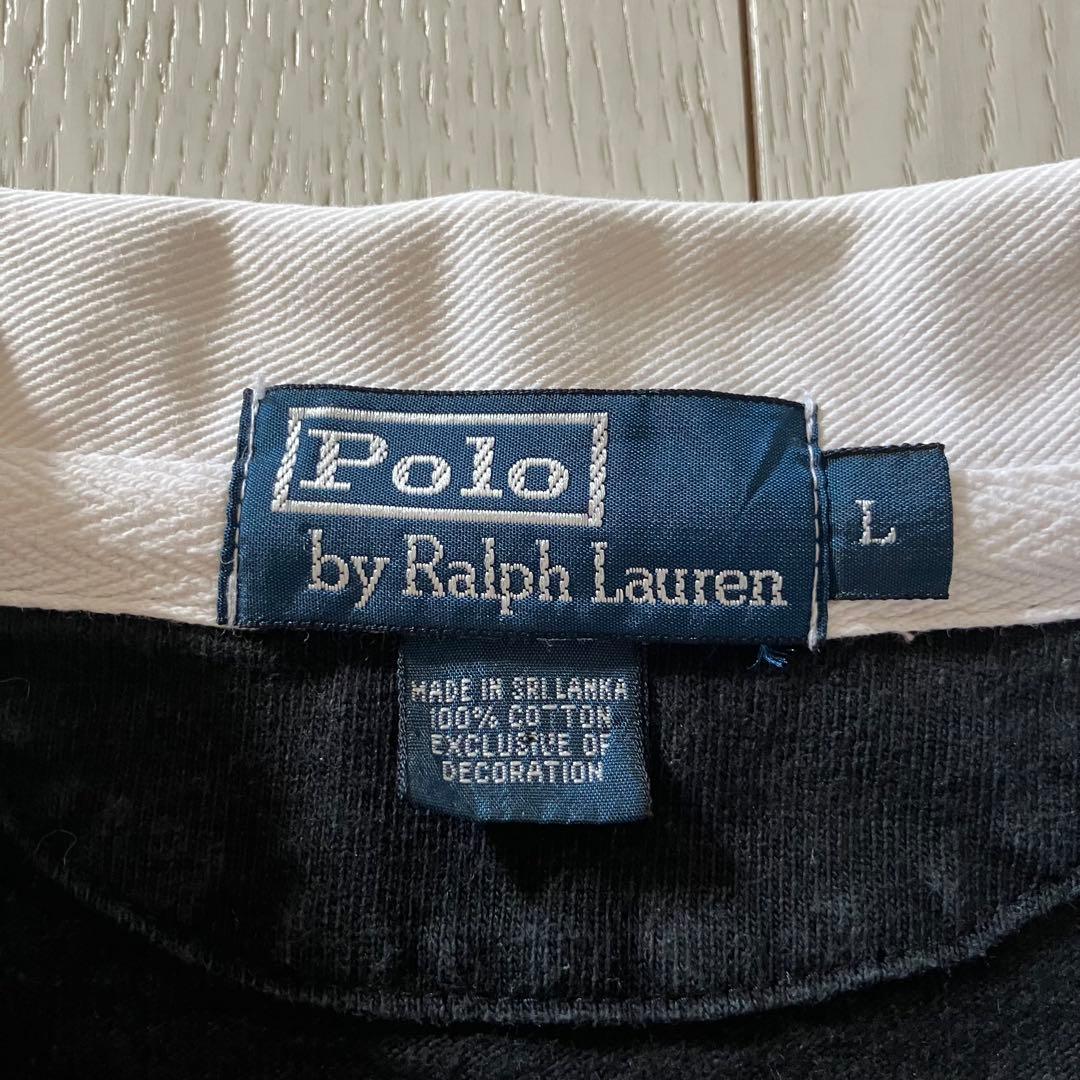 Polo
by Ralph Lauren
L
MADE IN SRI LANKA
100% COTTON
EXCLUSIVE OF
DECORATION